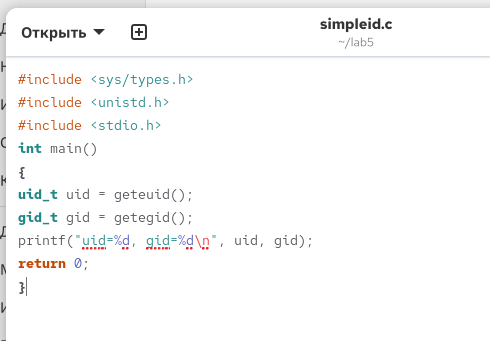 Открыть
simpleid.c
~/lab5
#include <sys/types.h>
#include <unistd.h>
#include <stdio.h>
int main()
{
uid_t uid = geteuid();
gid_t gid = getegid();
printf("uid=%d, gid=%d\n", uid, gid);
return 0;
}